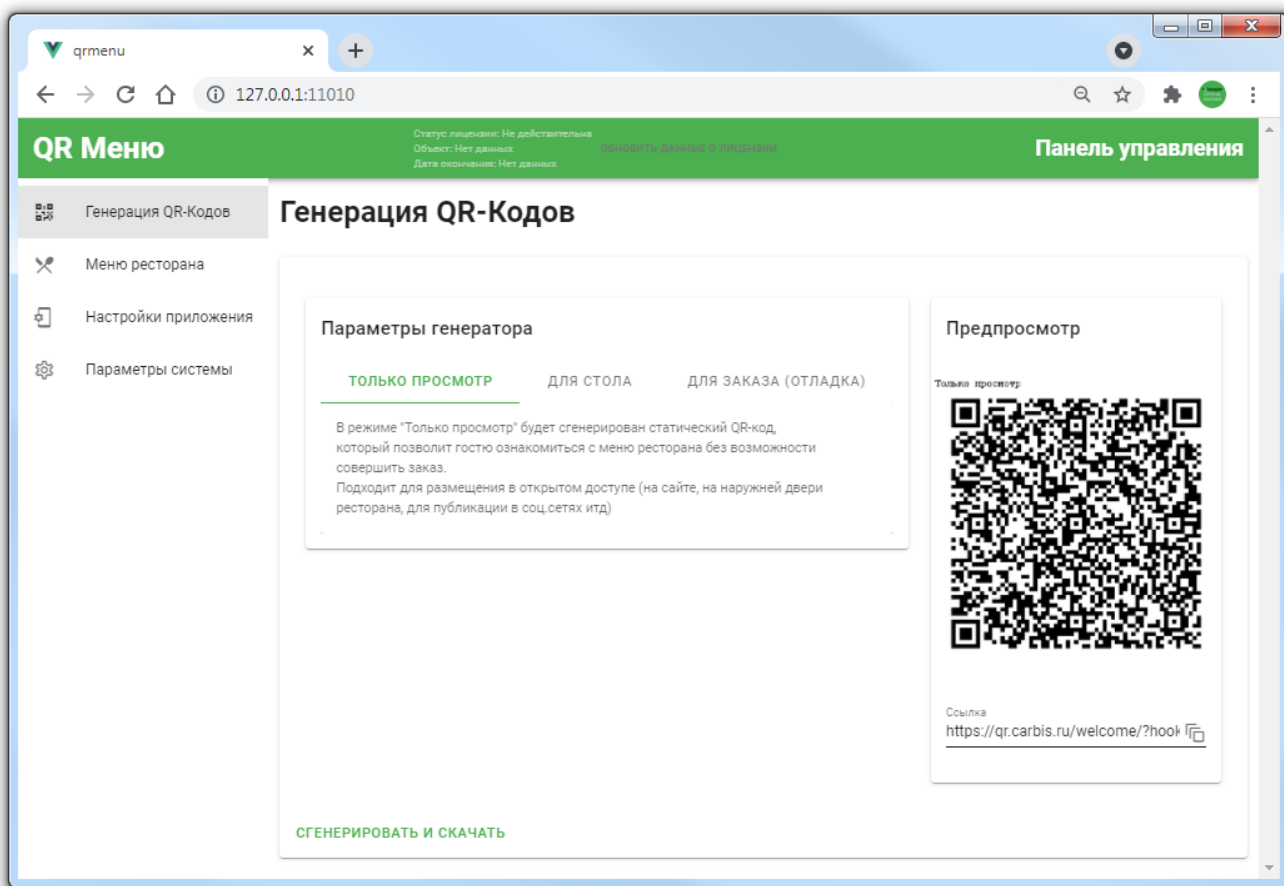 qrmenu
127.0.0.1:11010
QR Меню
Статус лицензии: Не действительна
Объект: Нет данных
Дата окончания: Нет данных
ОБНОВИТЬ ДАННЫЕ О ЛИЦЕНЗИИ
Панель управления
Генерация QR-Кодов
Меню ресторана
Настройки приложения
Параметры системы
Генерация QR-Кодов
Параметры генератора
ТОЛЬКО ПРОСМОТР
ДЛЯ СТОЛА
ДЛЯ ЗАКАЗА (ОТЛАДКА)
В режиме "Только просмотр" будет сгенерирован статический QR-код,
который позволит гостю ознакомиться с меню ресторана без возможности
совершить заказ.
Подходит для размещения в открытом доступе (на сайте, на наружней двери
ресторана, для публикации в соц.сетях итд)
Предпросмотр
Только просмотр
Ссылка
https://qr.carbis.ru/welcome/?hook
СГЕНЕРИРОВАТЬ И СКАЧАТЬ